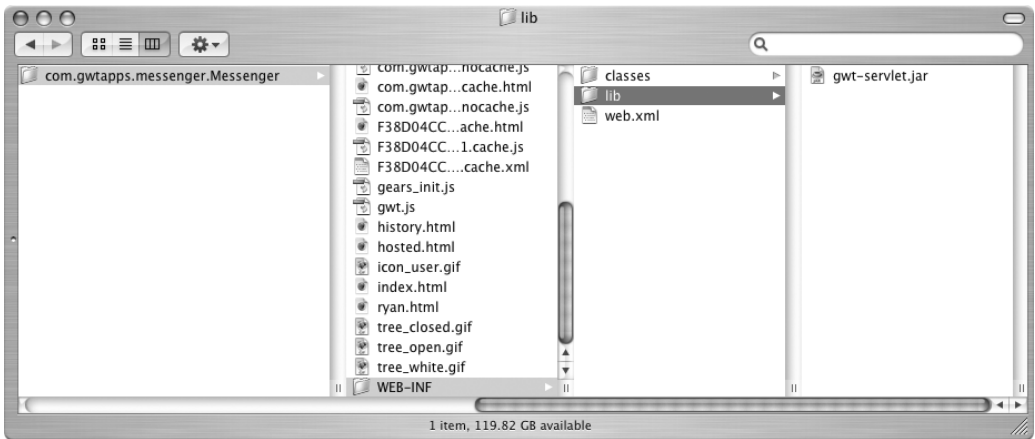 lib
com.gwtapps.messenger.Messenger
com.gwtap...nocache.js
com.gwtap...cache.html
com.gwtap...nocache.js
F38D04CC...ache.html
F38D04CC...1.cache.js
F38D04CC....cache.xml
gears_init.js
gwt.js
history.html
hosted.html
icon_user.gif
index.html
ryan.html
tree_closed.gif
tree_open.gif
tree_white.gif
WEB-INF
classes
lib
web.xml
gwt-servlet.jar
1 item, 119.82 GB available